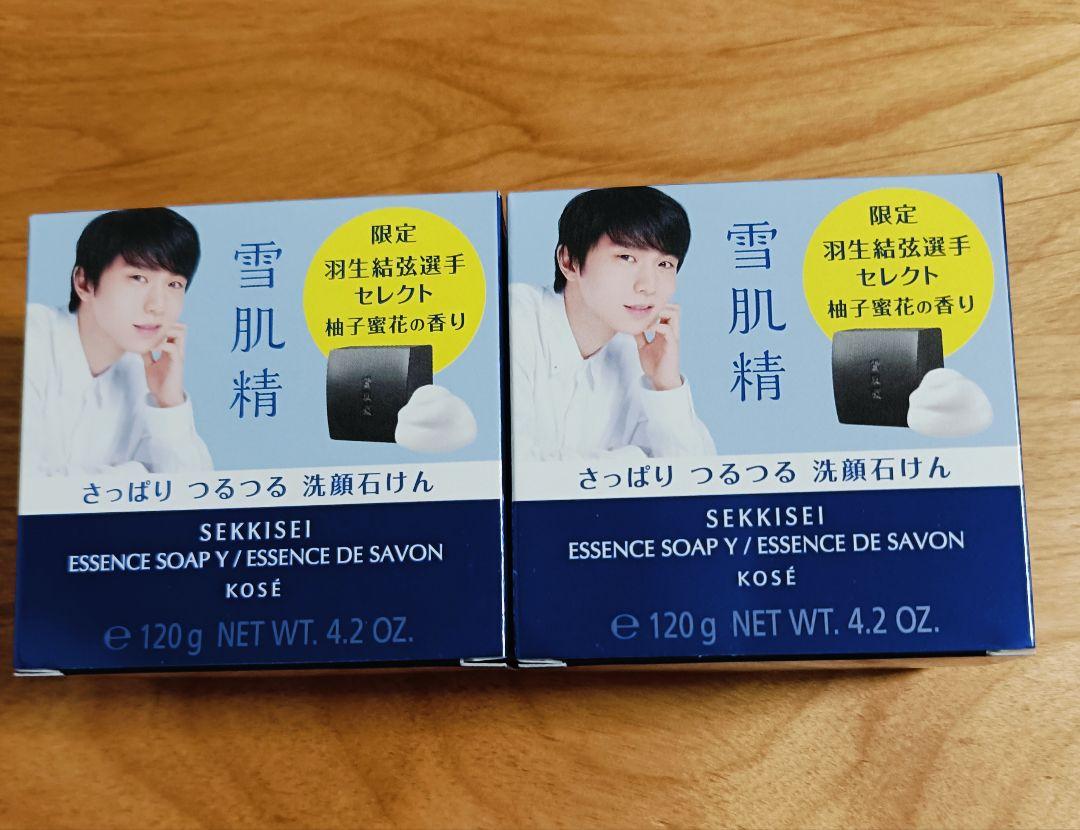 雪肌精
限定
羽生結弦選手
セレクト
柚子蜜花の香り
さっぱり つるつる 洗顔石けん
SEKKISEI
ESSENCE SOAP Y / ESSENCE DE SAVON
KOSÉ
℮ 120 g NET WT. 4.2 OZ.
雪肌精
限定
羽生結弦選手
セレクト
柚子蜜花の香り
さっぱり つるつる 洗顔石けん
SEKKISEI
ESSENCE SOAP Y / ESSENCE DE SAVON
KOSÉ
℮ 120 g NET WT. 4.2 OZ.